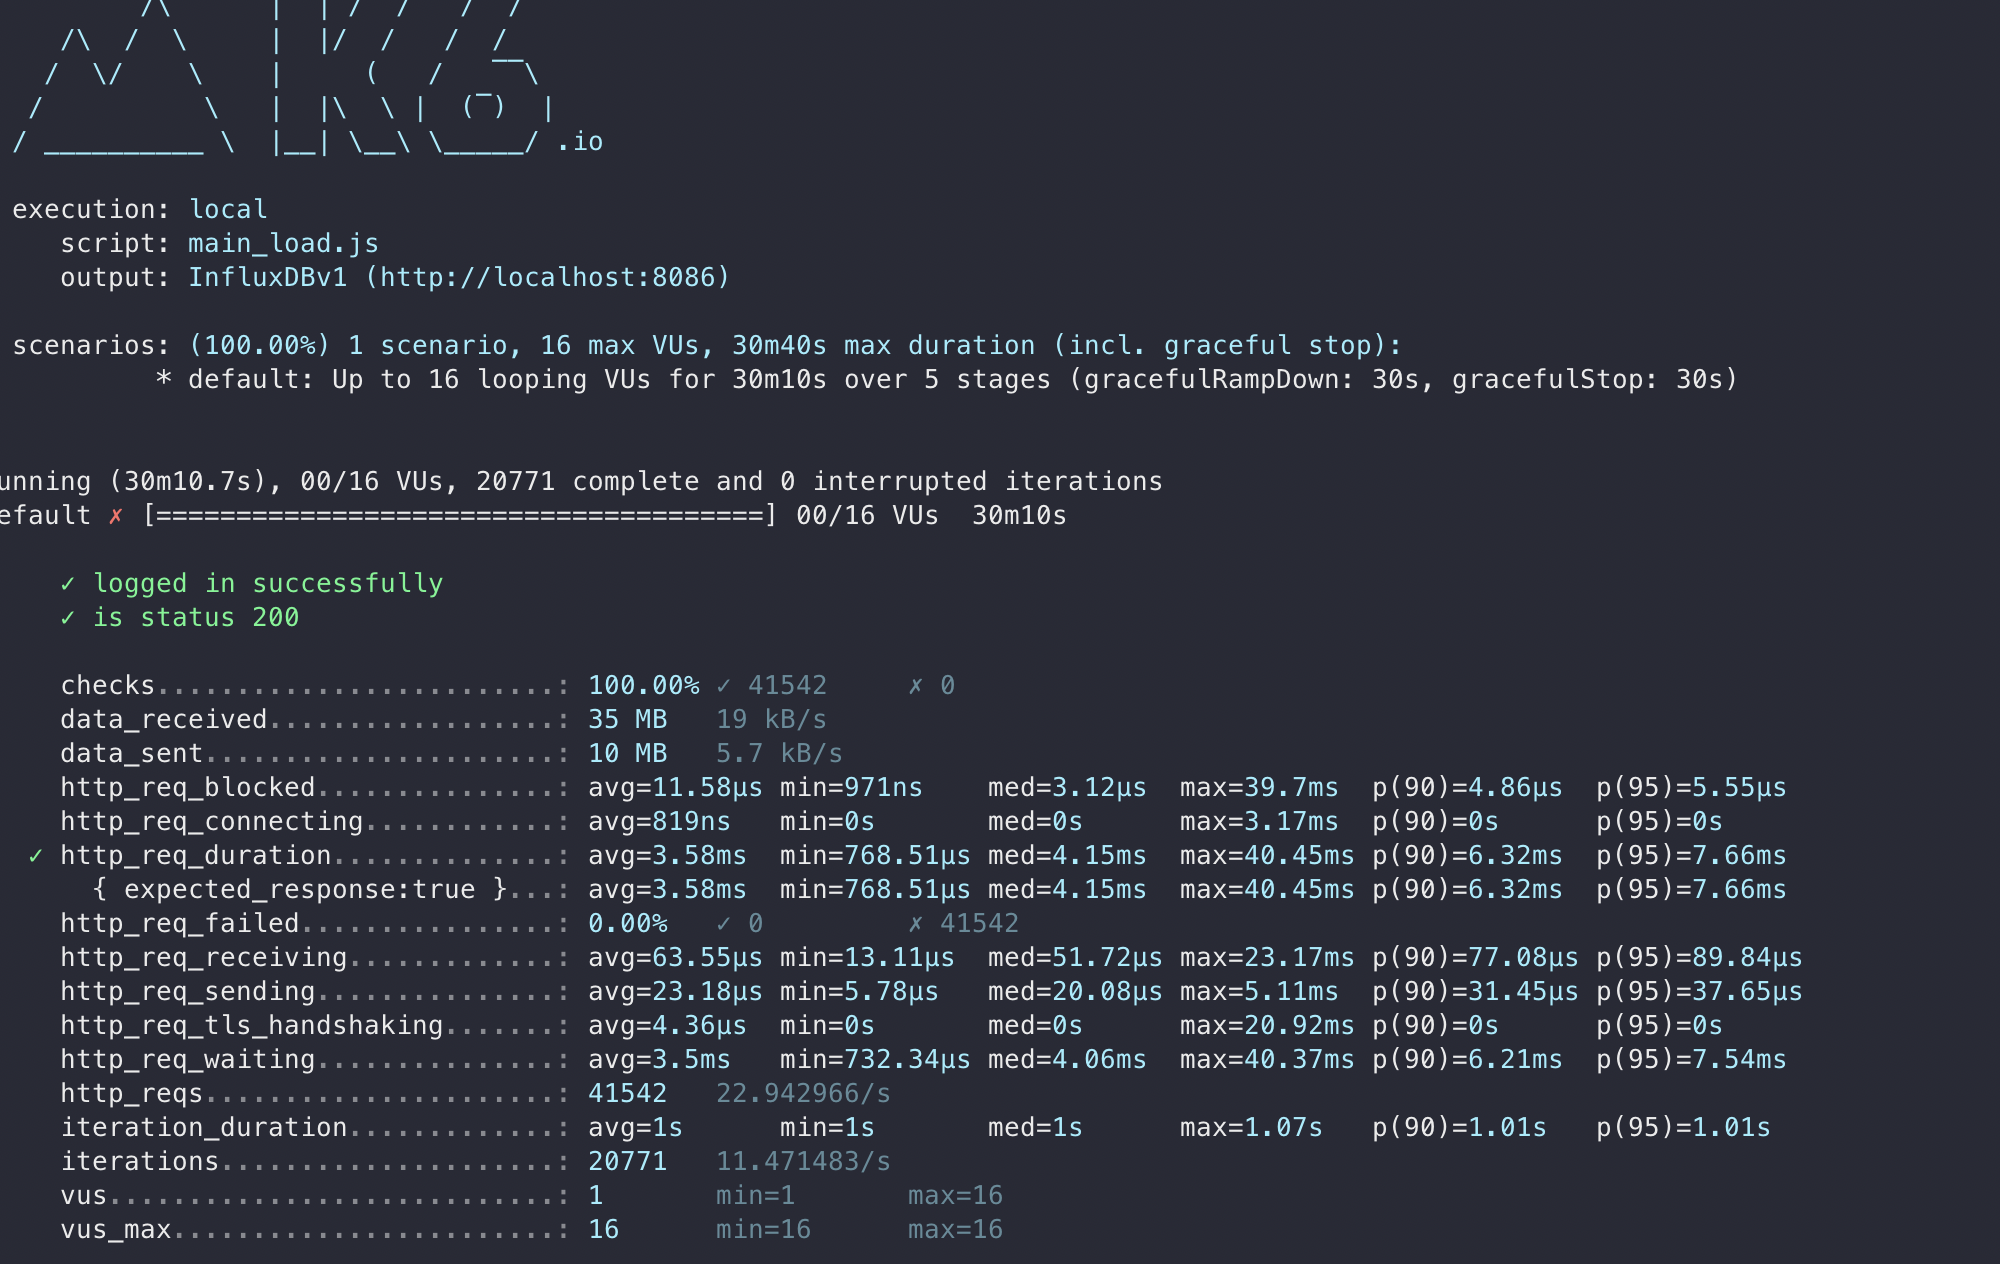 /\      |  | /  /   /  /
    /\  /  \     |  |/  /   /  /
   /  \/    \    |     (   /   ‾‾\
  /          \   |  |\  \ |  (‾)  |
 / __________ \  |__| \__\ \_____/ .io
execution: local
script: main_load.js
output: InfluxDBv1 (http://localhost:8086)
scenarios: (100.00%) 1 scenario, 16 max VUs, 30m40s max duration (incl. graceful stop):
* default: Up to 16 looping VUs for 30m10s over 5 stages (gracefulRampDown: 30s, gracefulStop: 30s)
unning (30m10.7s), 00/16 VUs, 20771 complete and 0 interrupted iterations
efault ✗ [======================================] 00/16 VUs  30m10s
✓ logged in successfully
✓ is status 200
checks.........................: 100.00% ✓ 41542     ✗ 0
data_received..................: 35 MB   19 kB/s
data_sent......................: 10 MB   5.7 kB/s
http_req_blocked...............: avg=11.58µs min=971ns    med=3.12µs  max=39.7ms  p(90)=4.86µs  p(95)=5.55µs
http_req_connecting............: avg=819ns   min=0s       med=0s      max=3.17ms  p(90)=0s      p(95)=0s
✓ http_req_duration..............: avg=3.58ms  min=768.51µs med=4.15ms  max=40.45ms p(90)=6.32ms  p(95)=7.66ms
{ expected_response:true }...: avg=3.58ms  min=768.51µs med=4.15ms  max=40.45ms p(90)=6.32ms  p(95)=7.66ms
http_req_failed................: 0.00%   ✓ 0         ✗ 41542
http_req_receiving.............: avg=63.55µs min=13.11µs  med=51.72µs max=23.17ms p(90)=77.08µs p(95)=89.84µs
http_req_sending...............: avg=23.18µs min=5.78µs   med=20.08µs max=5.11ms  p(90)=31.45µs p(95)=37.65µs
http_req_tls_handshaking.......: avg=4.36µs  min=0s       med=0s      max=20.92ms p(90)=0s      p(95)=0s
http_req_waiting...............: avg=3.5ms   min=732.34µs med=4.06ms  max=40.37ms p(90)=6.21ms  p(95)=7.54ms
http_reqs......................: 41542   22.942966/s
iteration_duration.............: avg=1s      min=1s       med=1s      max=1.07s   p(90)=1.01s   p(95)=1.01s
iterations.....................: 20771   11.471483/s
vus............................: 1       min=1       max=16
vus_max........................: 16      min=16      max=16